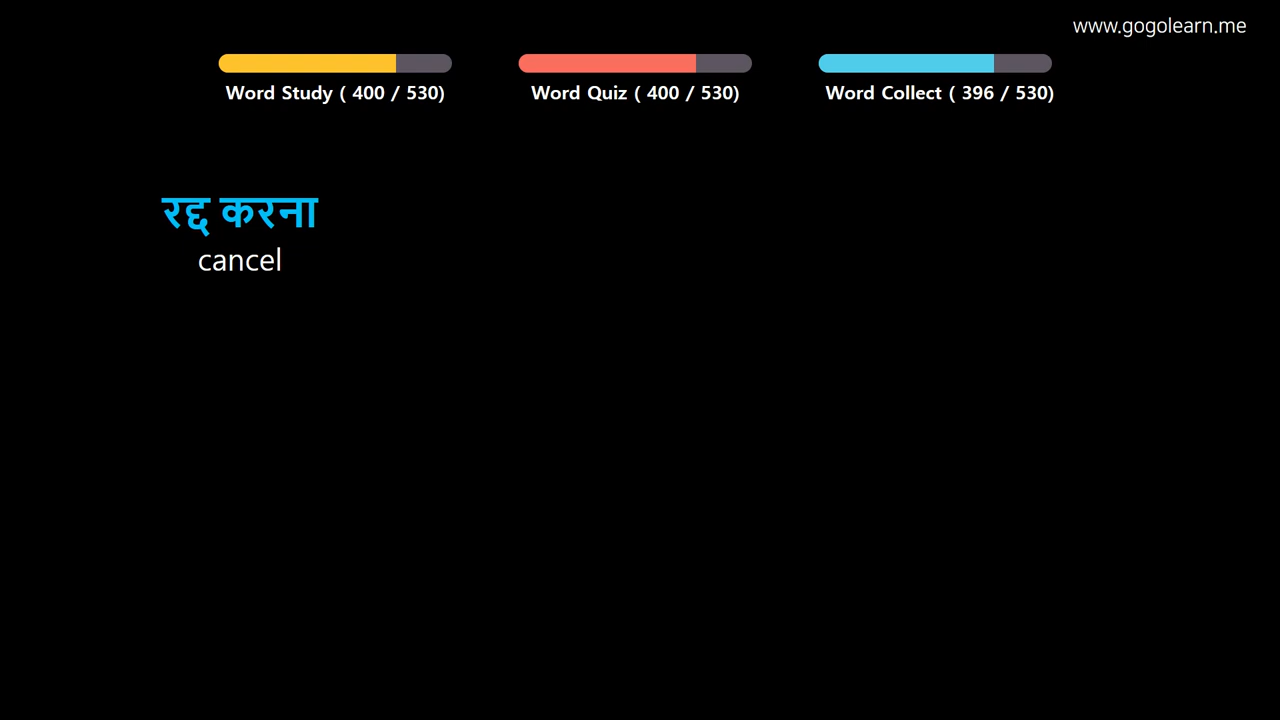 www.gogolearn.me
Word Study ( 400 / 530)
Word Quiz ( 400 / 530)
Word Collect ( 396 / 530)
रद्द करना
cancel